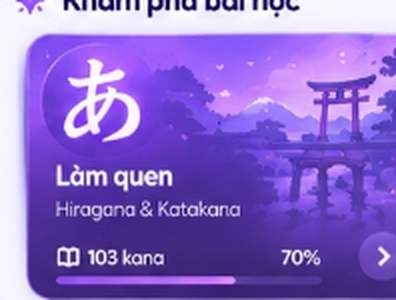 Khám phá bài học
あ
Làm quen
Hiragana & Katakana
103 kana
70%